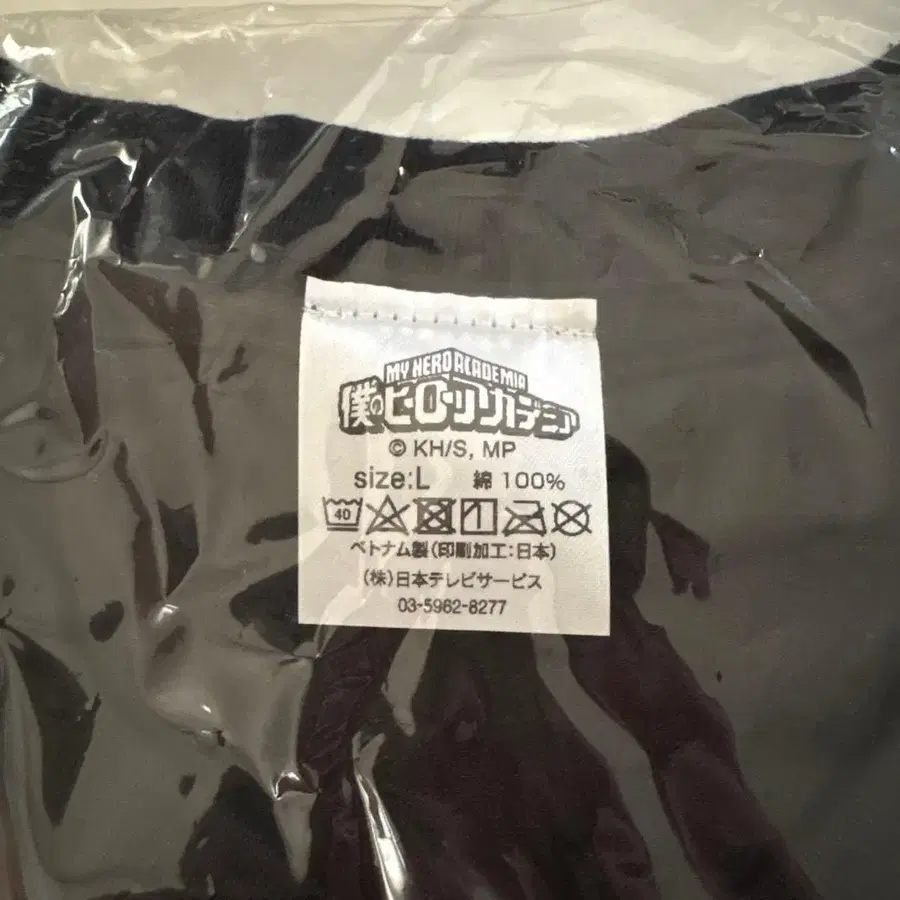 MY HERO ACADEMIA
僕のヒーローアカデミア
© KH/S, MP
size:L 綿 100%
40
ベトナム製(印刷加工:日本)
(株)日本テレビサービス
03-5962-8277